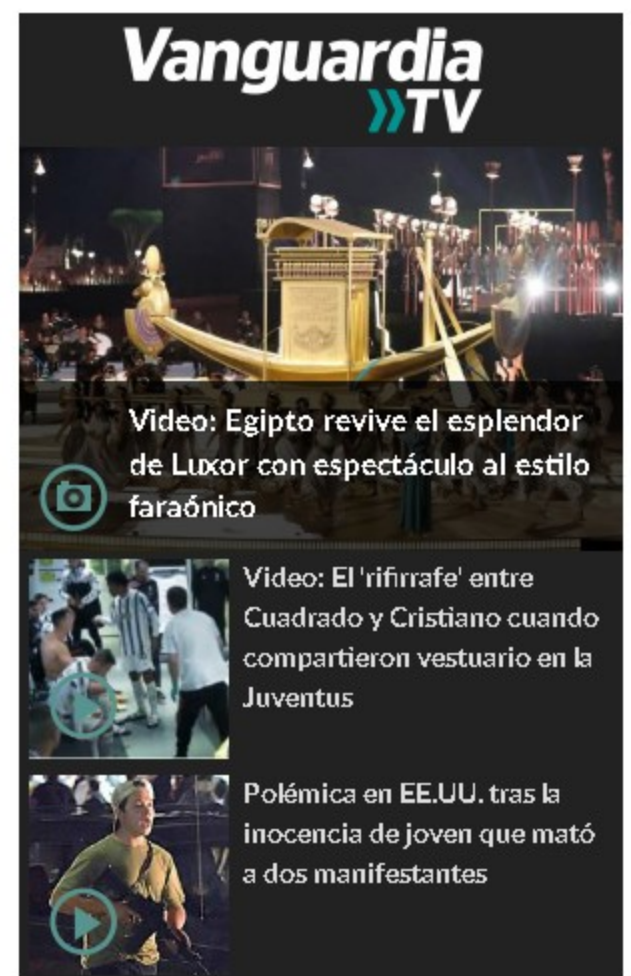 Vanguardia
TV
Video: Egipto revive el esplendor
de Luxor con espectáculo al estilo
faraónico
Video: El 'rifirrafe' entre
Cuadrado y Cristiano cuando
compartieron vestuario en la
Juventus
Polémica en EE.UU. tras la
inocencia de joven que mató
a dos manifestantes